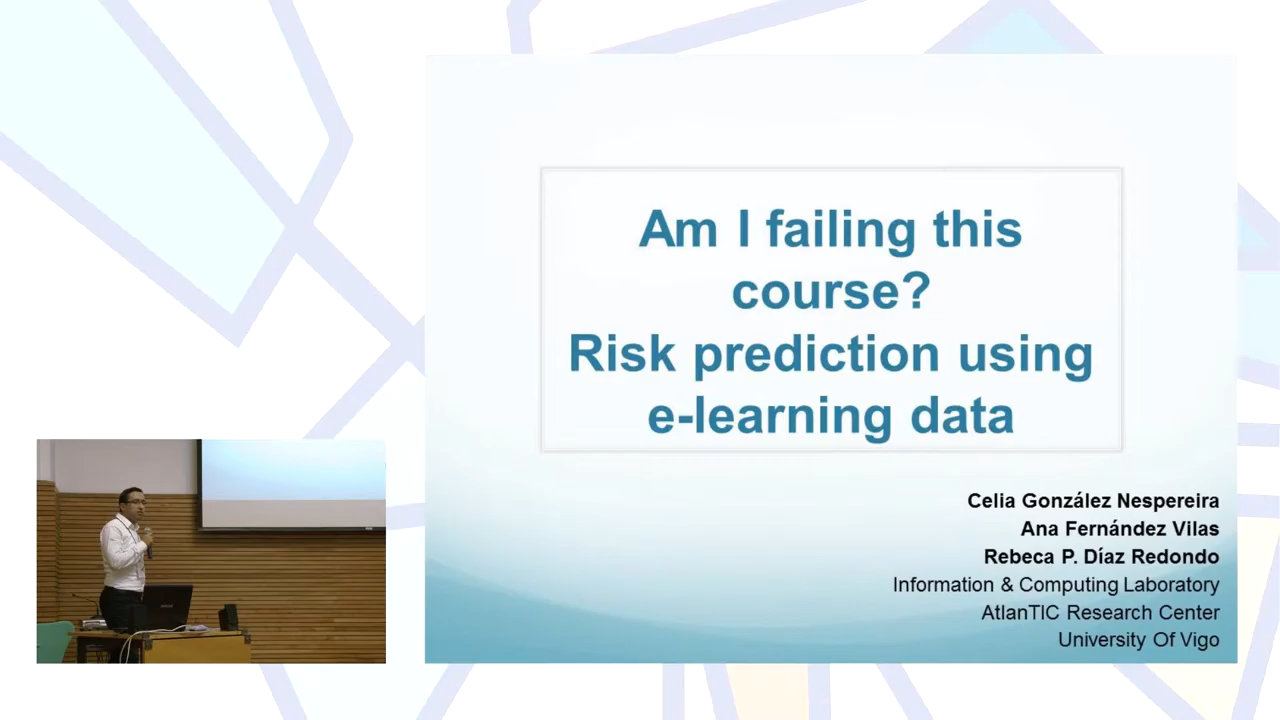 Am I failing this
course?
Risk prediction using
e-learning data
Celia González Nespereira
Ana Fernández Vilas
Rebeca P. Díaz Redondo
Information & Computing Laboratory
AtlanTIC Research Center
University Of Vigo